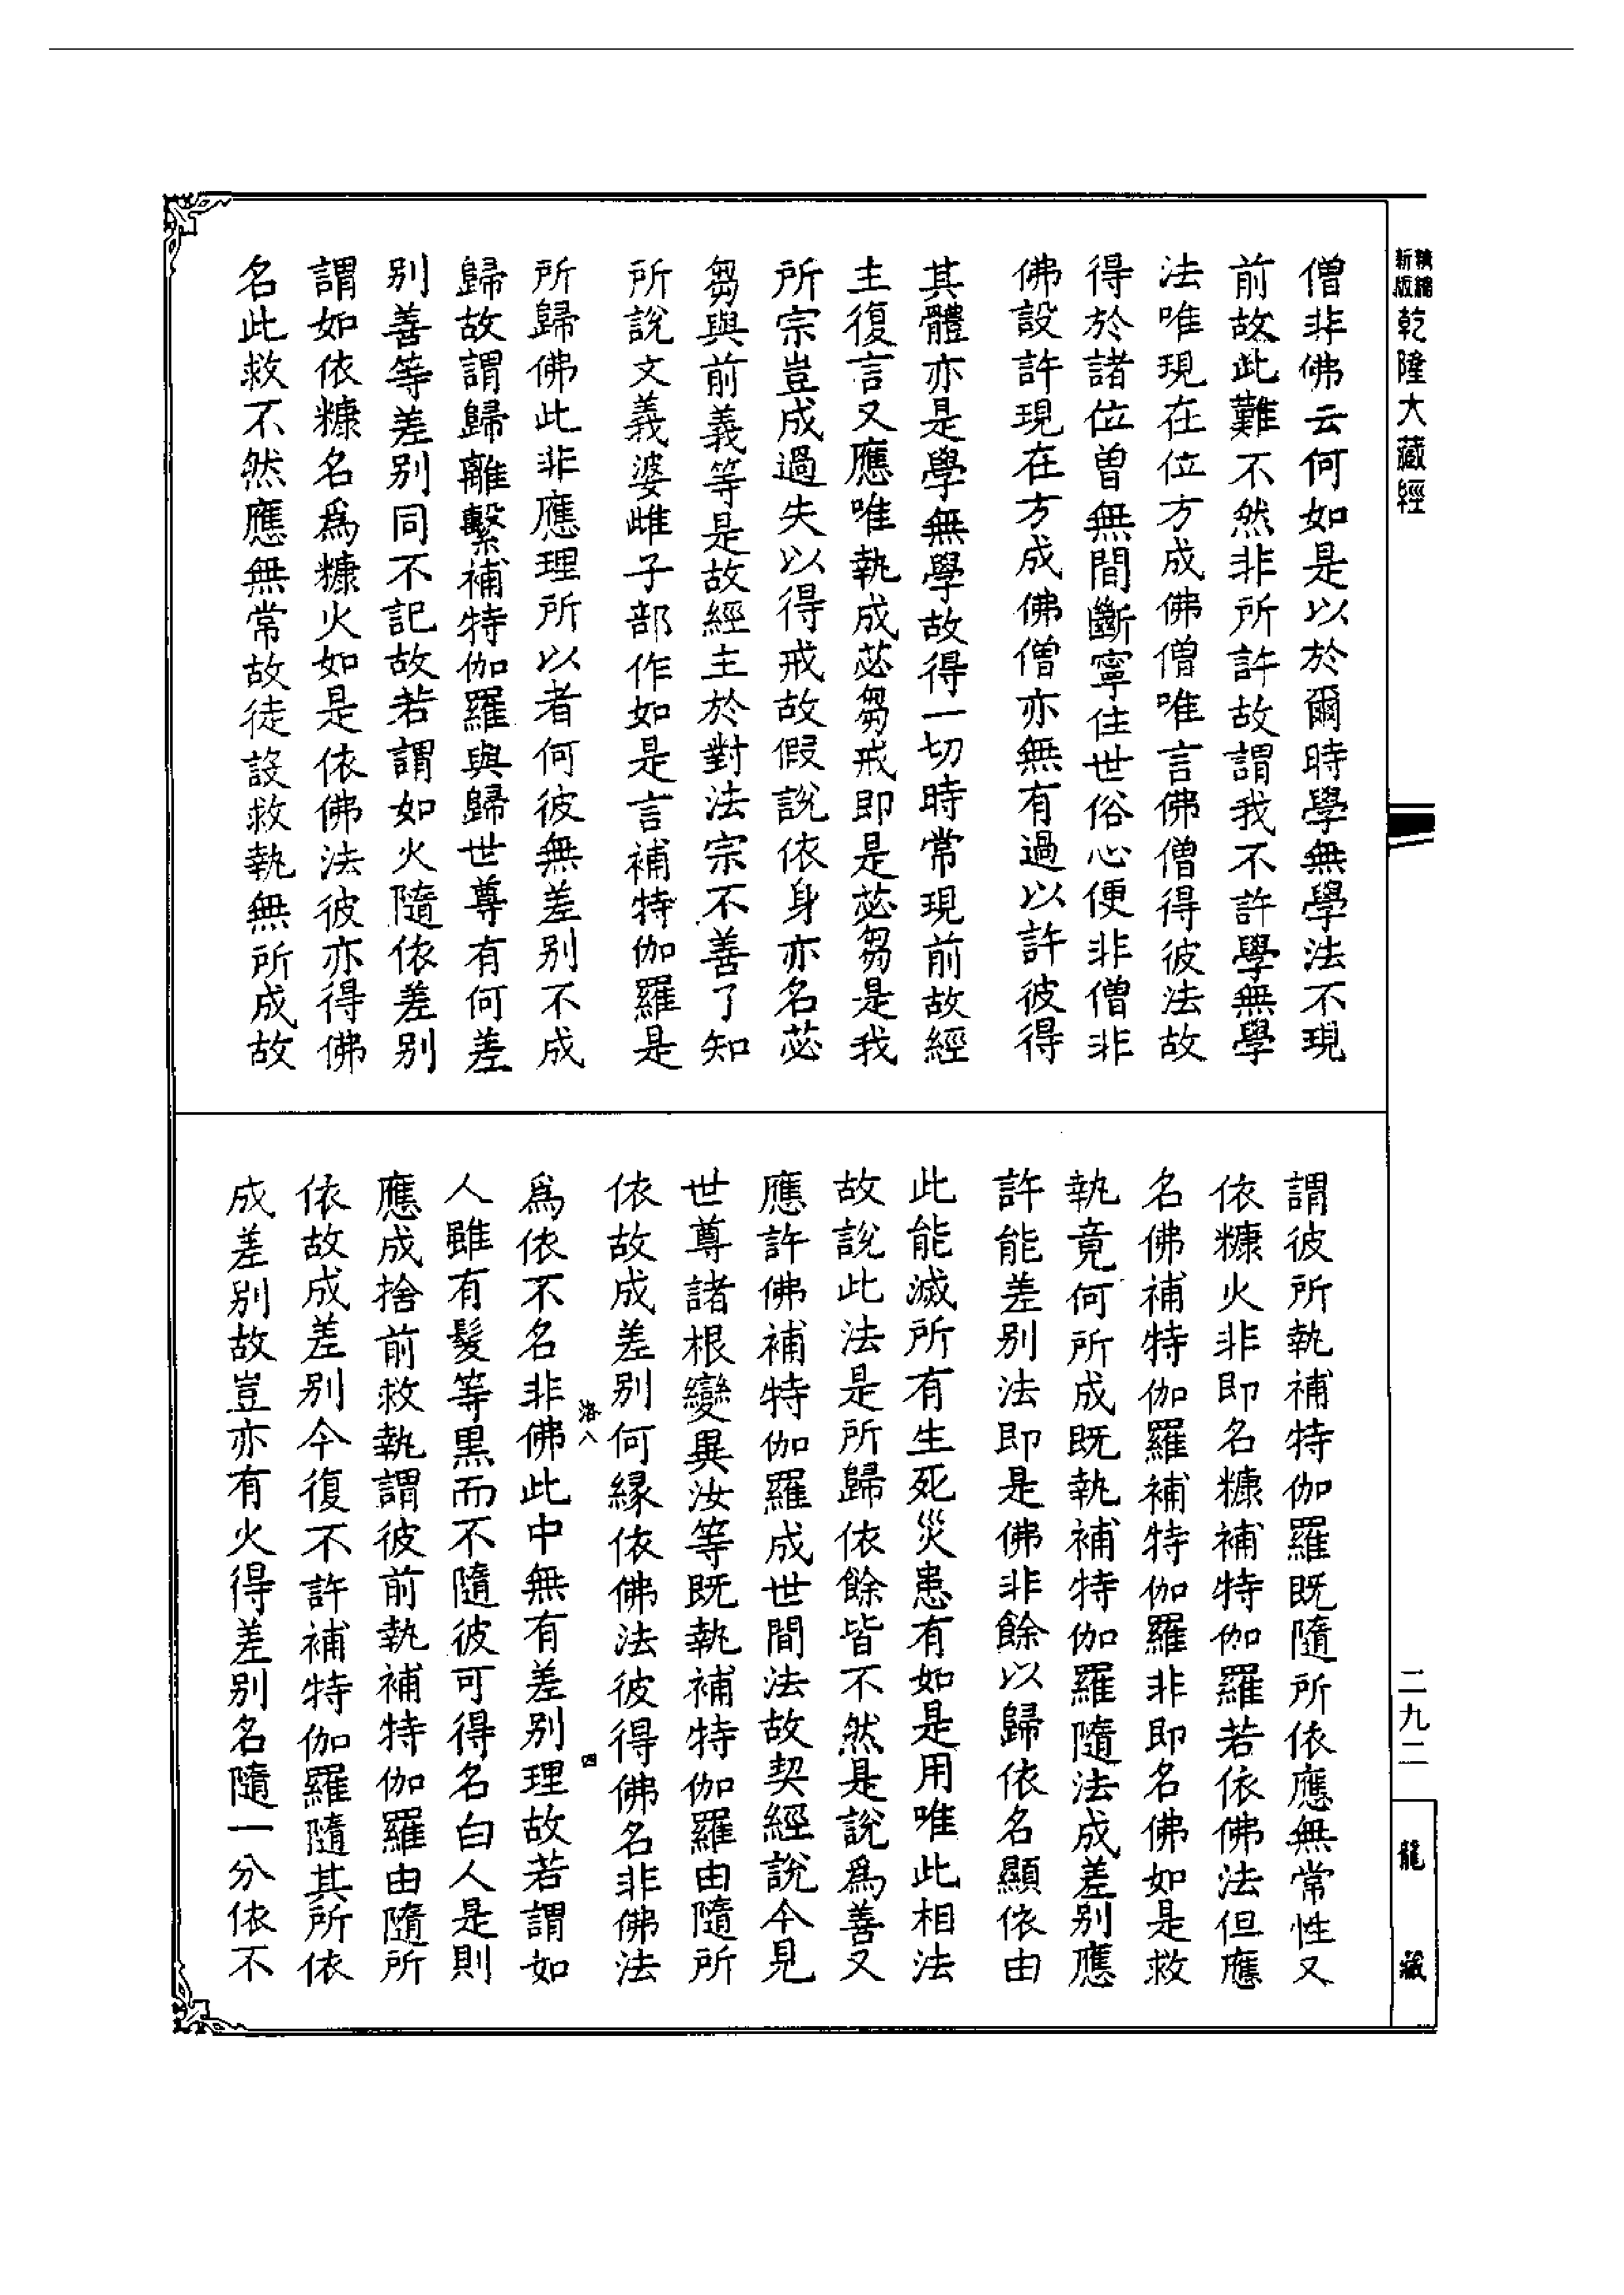 新編
新版
乾隆大藏經
僧非佛云何如是以於爾時學無學法不現
前故此難不然非所許故謂我不許學無學
法唯現在位方成佛僧唯言佛僧得彼法故
得於諸位曾無間斷寧住世俗心便非僧非
佛設許現在方成佛僧亦無有過以許彼得
其體亦是學無學故得一切時常現前故經
主復言又應唯執成苾芻戒即是苾芻是我
所宗豈成過失以得戒故假說依身亦名苾
芻與前義等是故經主於對法宗不善了知
所說文義婆雌子部作如是言補特伽羅是
所歸佛此非應理所以者何彼無差別不成
歸故謂歸離繫補特伽羅與歸世尊有何差
別善等差別同不記故若謂如火隨依差別
謂如依糠名爲糠火如是依佛法彼亦得佛
名此救不然應無常故徒設救執無所成故
謂彼所執補特伽羅既隨所依應無常性又
依糠火非即名糠補特伽羅若依佛法但應
名佛補特伽羅補特伽羅非即名佛如是救
執竟何所成既執補特伽羅隨法成差別應
許能差別法即是佛非餘以歸依名顯依由
此能滅所有生死災患有如是用唯此相法
故說此法是所歸依餘皆不然是說爲善又
應許佛補特伽羅成世間法故契經說今見
世尊諸根變異汝等既執補特伽羅由隨所
依故成差別何緣依佛法彼得佛名非佛法
爲依不名非佛此中無有差別理故若謂如
洛八
四
人雖有髮等黑而不隨彼可得名白人是則
應成捨前救執謂彼前執補特伽羅由隨所
依故成差別今復不許補特伽羅隨其所依
成差別故豈亦有火得差別名隨一分依不
二九二
龍藏